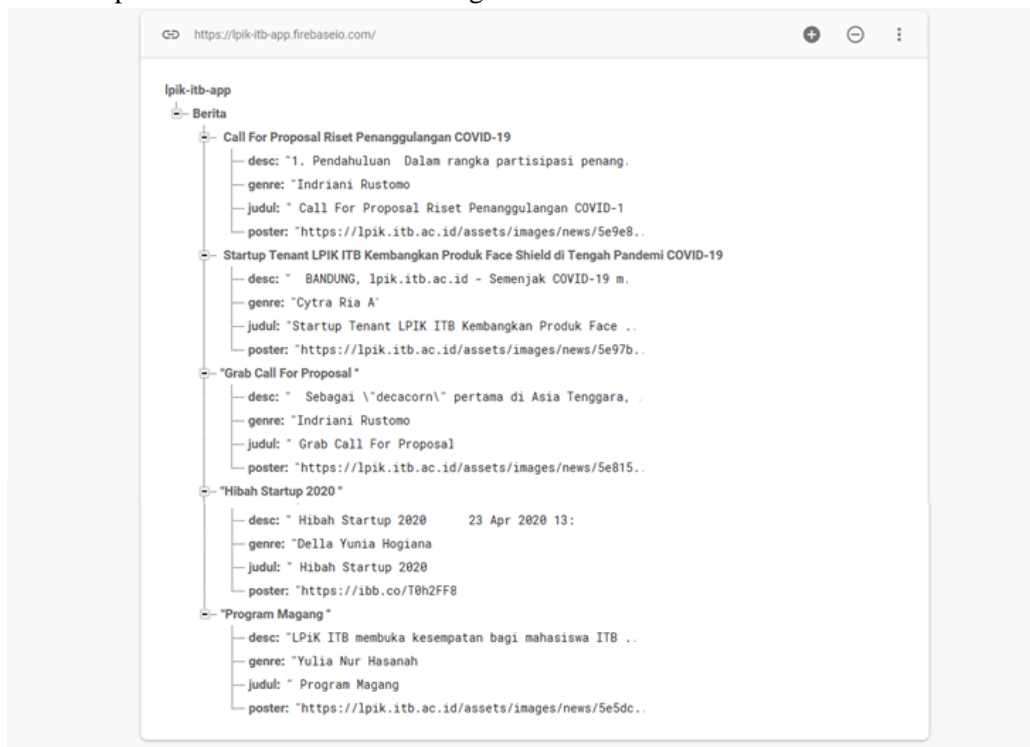 https://lpik-itb-app.firebaseio.com/
lpik-itb-app
Berita
Call For Proposal Riset Penanggulangan COVID-19
desc: "1. Pendahuluan  Dalam rangka partisipasi penang.
genre: "Indriani Rustomo
judul: " Call For Proposal Riset Penanggulangan COVID-1
poster: "https://lpik.itb.ac.id/assets/images/news/5e9e8..
Startup Tenant LPIK ITB Kembangkan Produk Face Shield di Tengah Pandemi COVID-19
desc: "  BANDUNG, lpik.itb.ac.id - Semenjak COVID-19 m.
genre: "Cytra Ria A'
judul: "Startup Tenant LPIK ITB Kembangkan Produk Face ..
poster: "https://lpik.itb.ac.id/assets/images/news/5e97b..
"Grab Call For Proposal "
desc: "  Sebagai \"decacorn\" pertama di Asia Tenggara, .
genre: "Indriani Rustomo
judul: " Grab Call For Proposal
poster: "https://lpik.itb.ac.id/assets/images/news/5e815..
"Hibah Startup 2020 "
desc: " Hibah Startup 2020     23 Apr 2020 13:
genre: "Della Yunia Hogiana
judul: " Hibah Startup 2020
poster: "https://ibb.co/T0h2FF8
"Program Magang "
desc: "LPiK ITB membuka kesempatan bagi mahasiswa ITB ..
genre: "Yulia Nur Hasanah
judul: " Program Magang
poster: "https://lpik.itb.ac.id/assets/images/news/5e5dc..